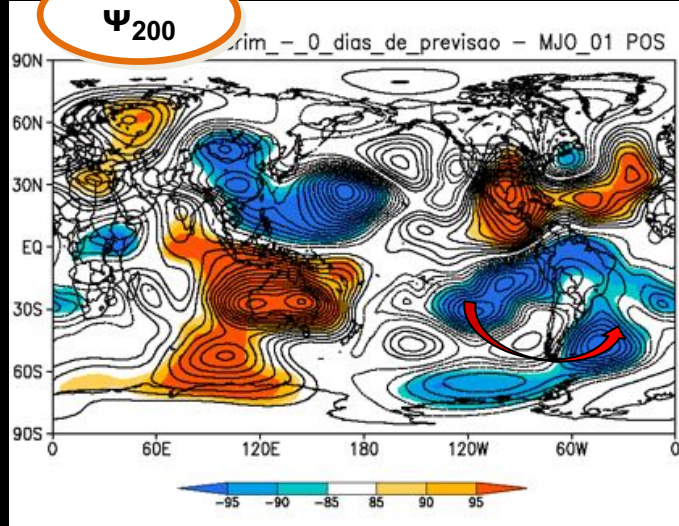 Ψ200
rim_-_0_dias_de_previsao - MJO_01 POS
90N
60N
30N
EQ
30S
60S
90S
0 60E 120E 180 120W 60W 0
-95 -90 -85 85 90 95